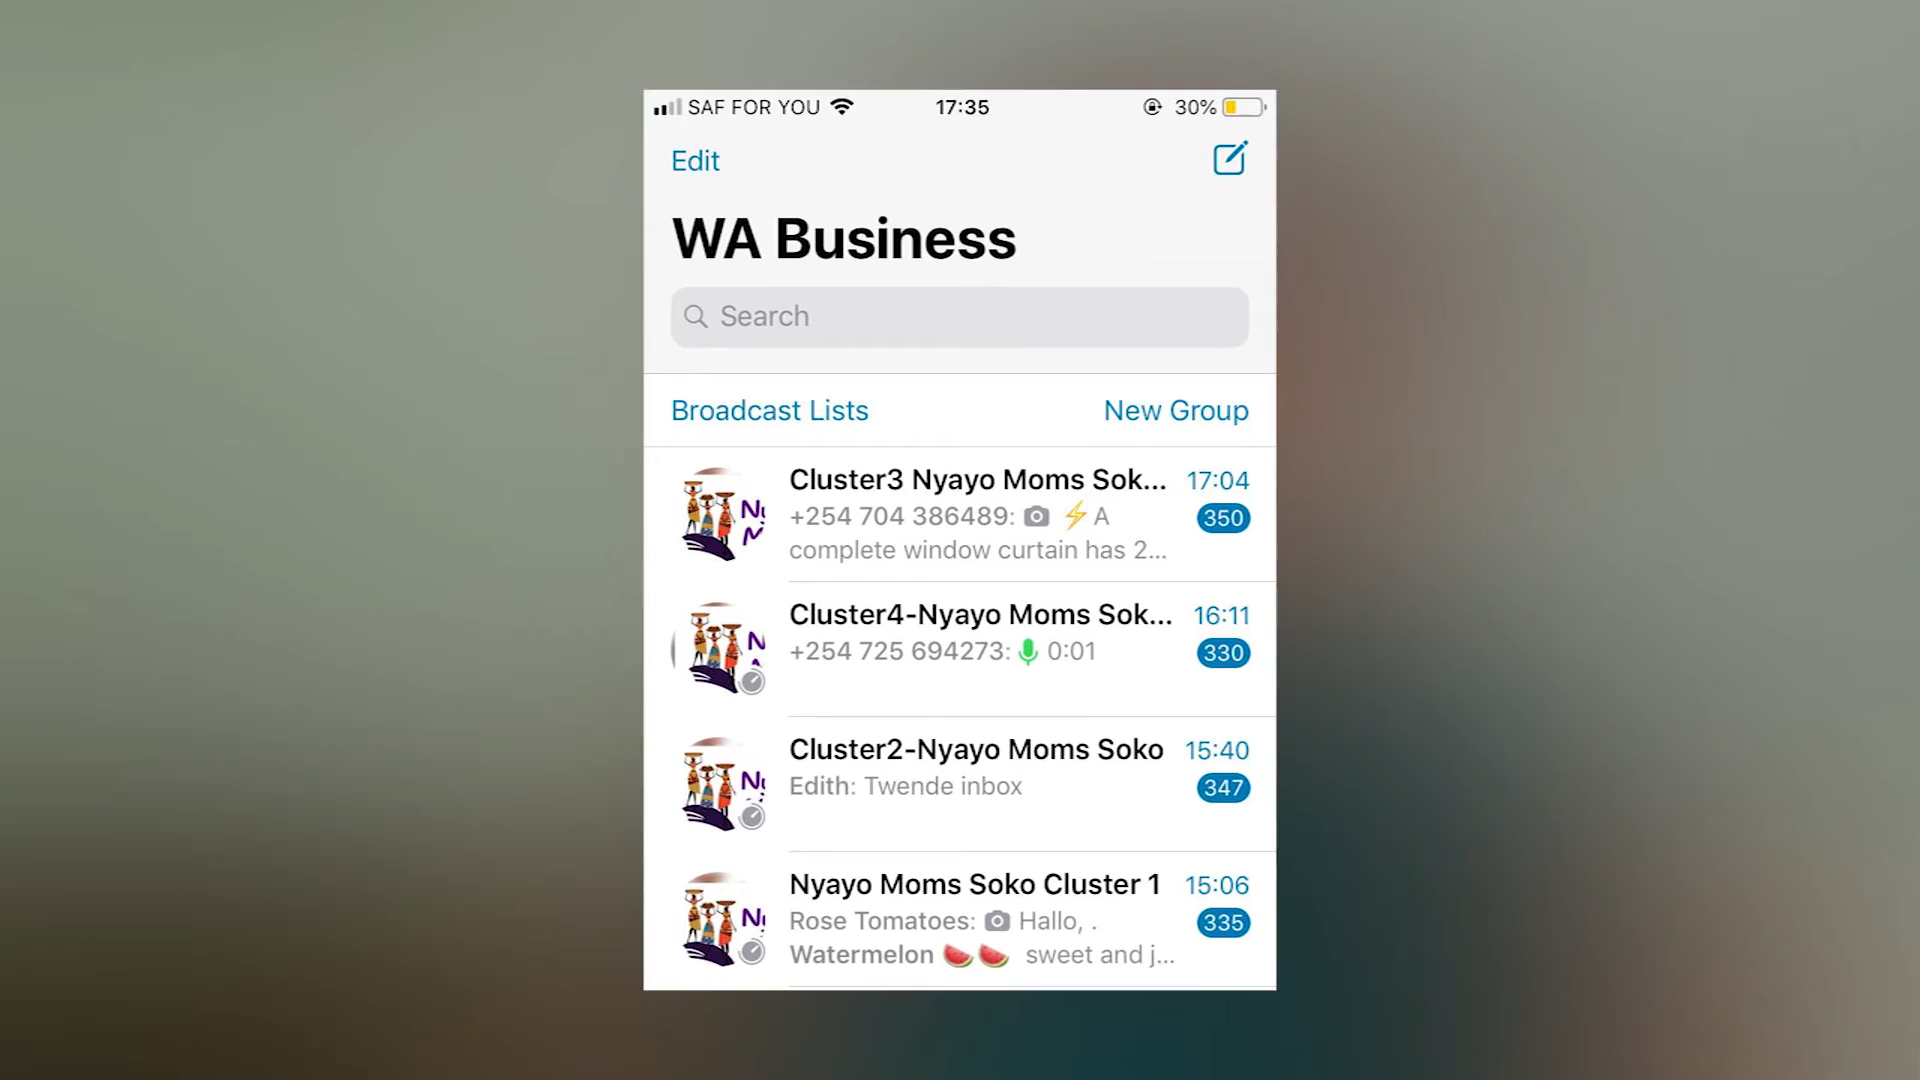 SAF FOR YOU 17:35 30%
Edit
WA Business
Search
Broadcast Lists New Group
Cluster3 Nyayo Moms Sok... 17:04
+254 704 386489: ⚡ A 350
complete window curtain has 2...
Cluster4-Nyayo Moms Sok... 16:11
+254 725 694273: 0:01 330
Cluster2-Nyayo Moms Soko 15:40
Edith: Twende inbox 347
Nyayo Moms Soko Cluster 1 15:06
Rose Tomatoes: Hallo, . 335
Watermelon 🍉🍉 sweet and j...